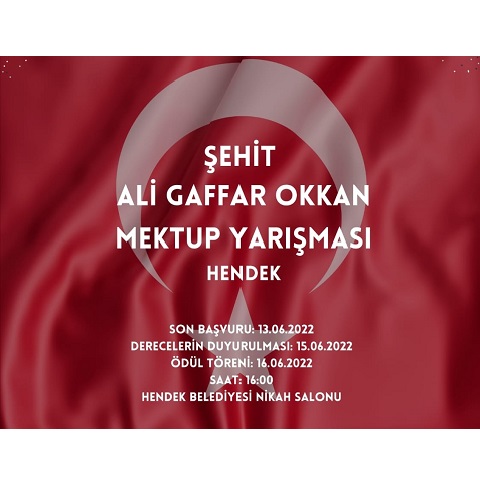 ŞEHİT
ALİ GAFFAR OKKAN
MEKTUP YARIŞMASI
HENDEK
SON BAŞVURU: 13.06.2022
DERECELERİN DUYURULMASI: 15.06.2022
ÖDÜL TÖRENİ: 16.06.2022
SAAT: 16:00
HENDEK BELEDİYESİ NİKAH SALONU